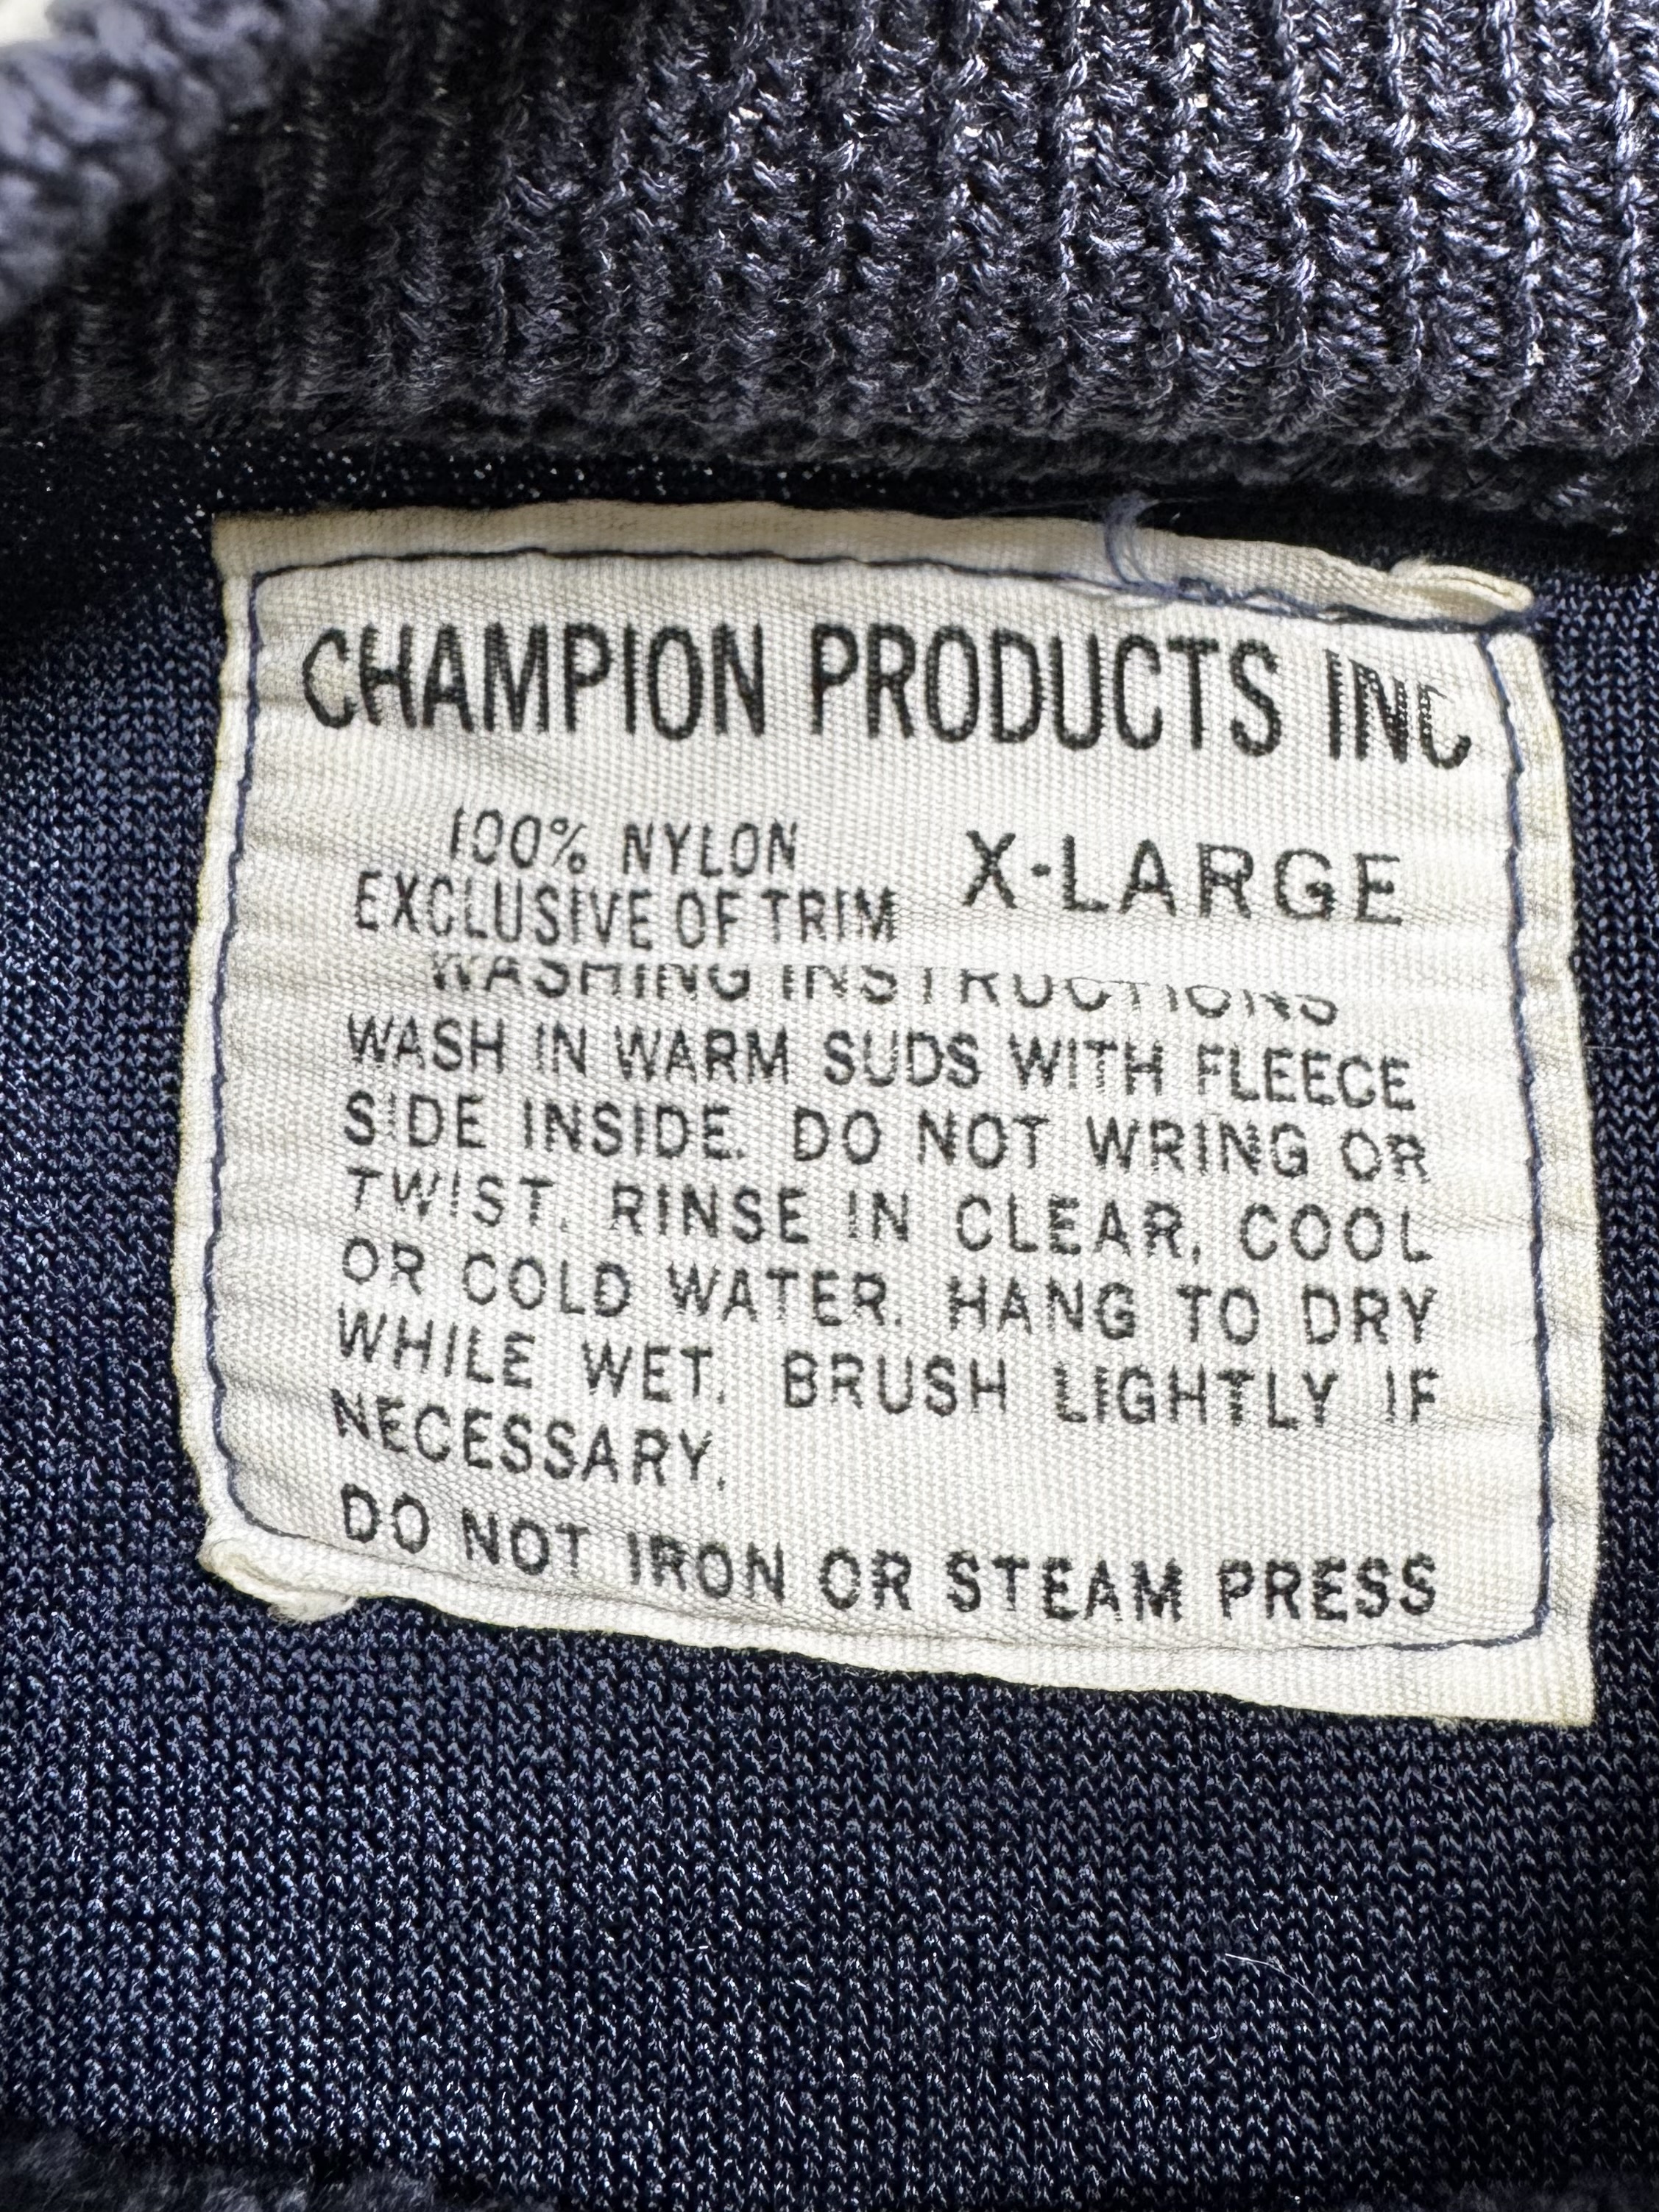 CHAMPION PRODUCTS INC
100% NYLON
EXCLUSIVE OF TRIM
X-LARGE
WASHING INSTRUCTIONS
WASH IN WARM SUDS WITH FLEECE
SIDE INSIDE. DO NOT WRING OR
TWIST. RINSE IN CLEAR, COOL
OR COLD WATER. HANG TO DRY
WHILE WET. BRUSH LIGHTLY IF
NECESSARY.
DO NOT IRON OR STEAM PRESS